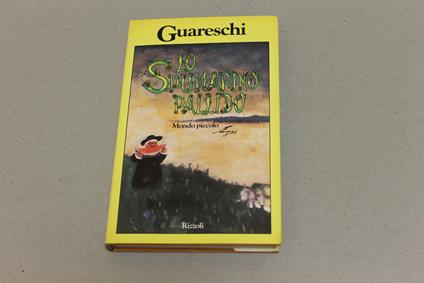 Guareschi
LO
SPUMARINO
PALLIDO
Mondo piccolo
Rizzoli